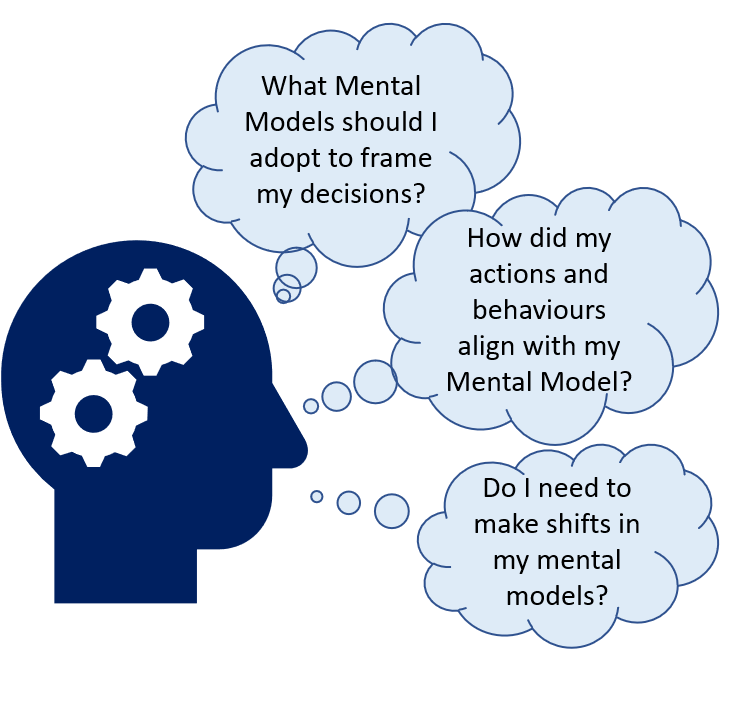 What Mental
Models should I
adopt to frame
my decisions?
How did my
actions and
behaviours
align with my
Mental Model?
Do I need to
make shifts in
my mental
models?